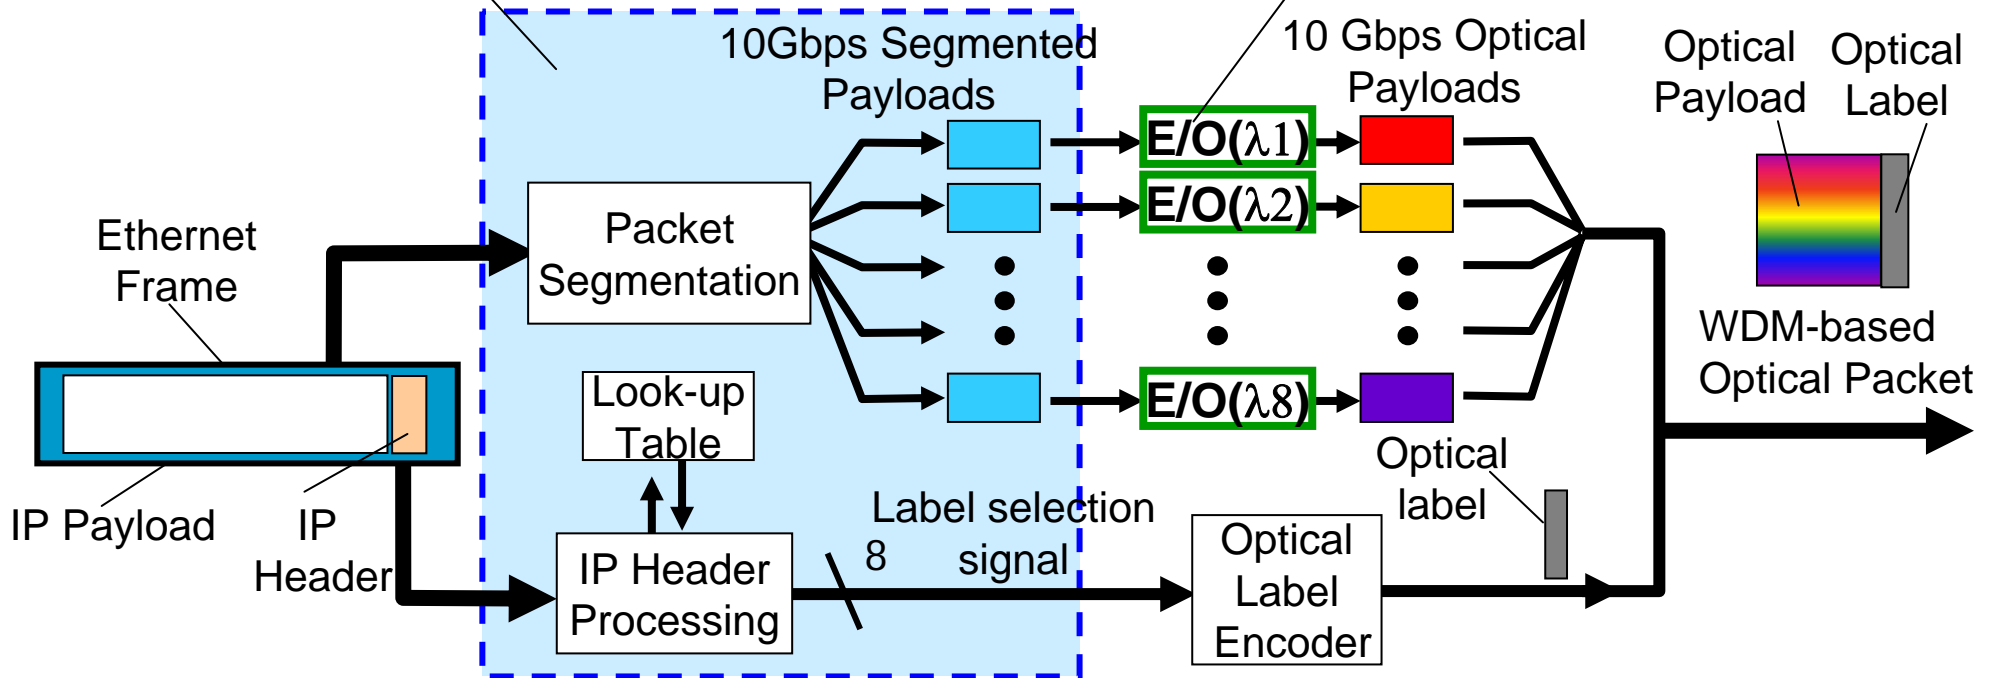 10Gbps Segmented
Payloads
10 Gbps Optical
Payloads
Optical
Payload
Optical
Label
E/O(λ1)
E/O(λ2)
E/O(λ8)
Packet
Segmentation
Ethernet
Frame
WDM-based
Optical Packet
Look-up
Table
IP Payload
IP
Header
IP Header
Processing
8
Label selection
signal
Optical
Label
Encoder
Optical
label